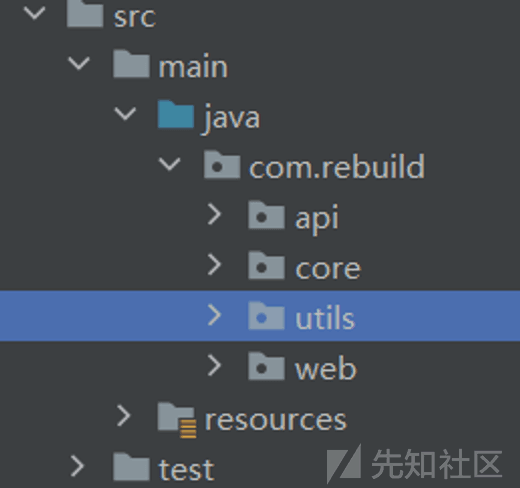 src
main
java
com.rebuild
api
core
utils
web
resources
test
先知社区